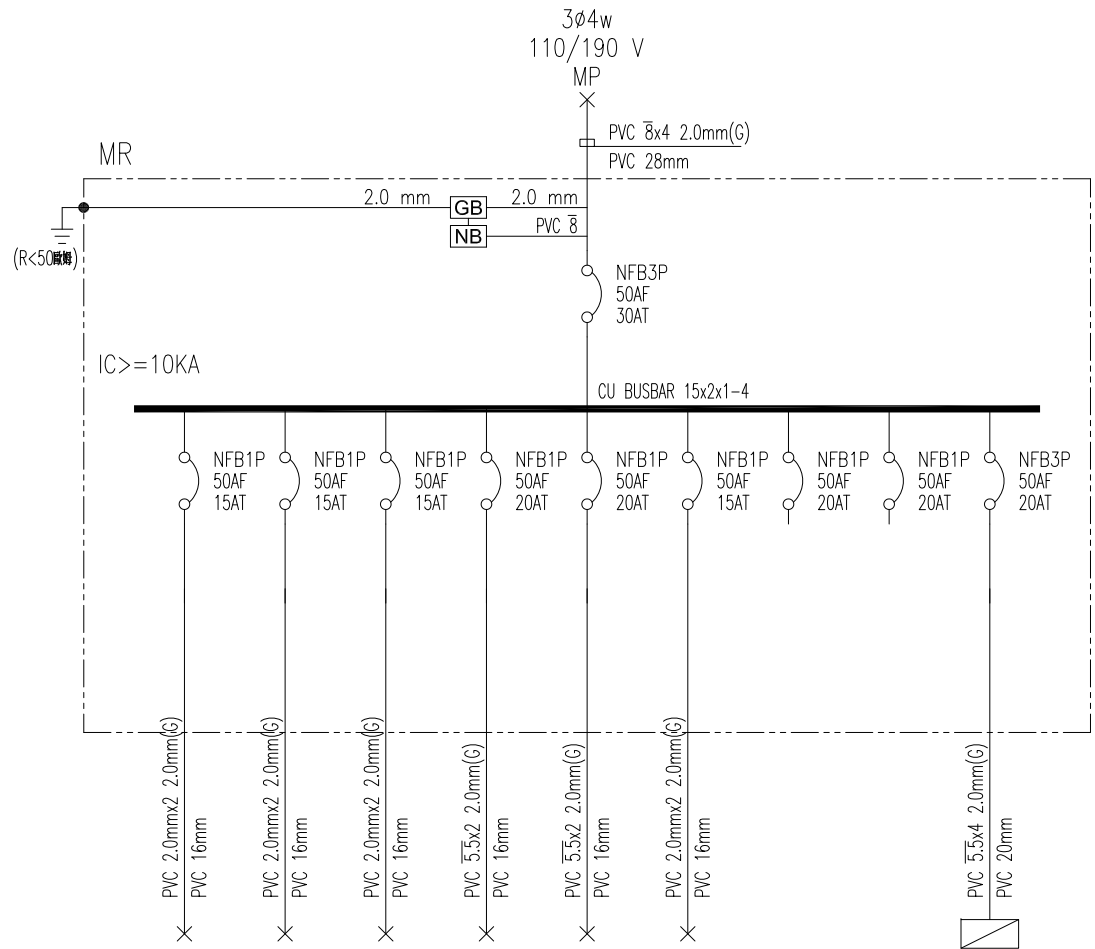 3ø4w
110/190 V
MP
PVC 8x4 2.0mm(G)
PVC 28mm
MR
2.0 mm
GB
2.0 mm
NB
PVC 8
(R<50歐姆)
NFB3P
50AF
30AT
IC>=10KA
CU BUSBAR 15x2x1-4
NFB1P
50AF
15AT
NFB1P
50AF
15AT
NFB1P
50AF
15AT
NFB1P
50AF
20AT
NFB1P
50AF
20AT
NFB1P
50AF
15AT
NFB1P
50AF
20AT
NFB1P
50AF
20AT
NFB3P
50AF
20AT
PVC 2.0mmx2 2.0mm(G)
PVC 16mm
PVC 2.0mmx2 2.0mm(G)
PVC 16mm
PVC 2.0mmx2 2.0mm(G)
PVC 16mm
PVC 5.5x2 2.0mm(G)
PVC 16mm
PVC 5.5x2 2.0mm(G)
PVC 16mm
PVC 2.0mmx2 2.0mm(G)
PVC 16mm
PVC 5.5x4 2.0mm(G)
PVC 20mm